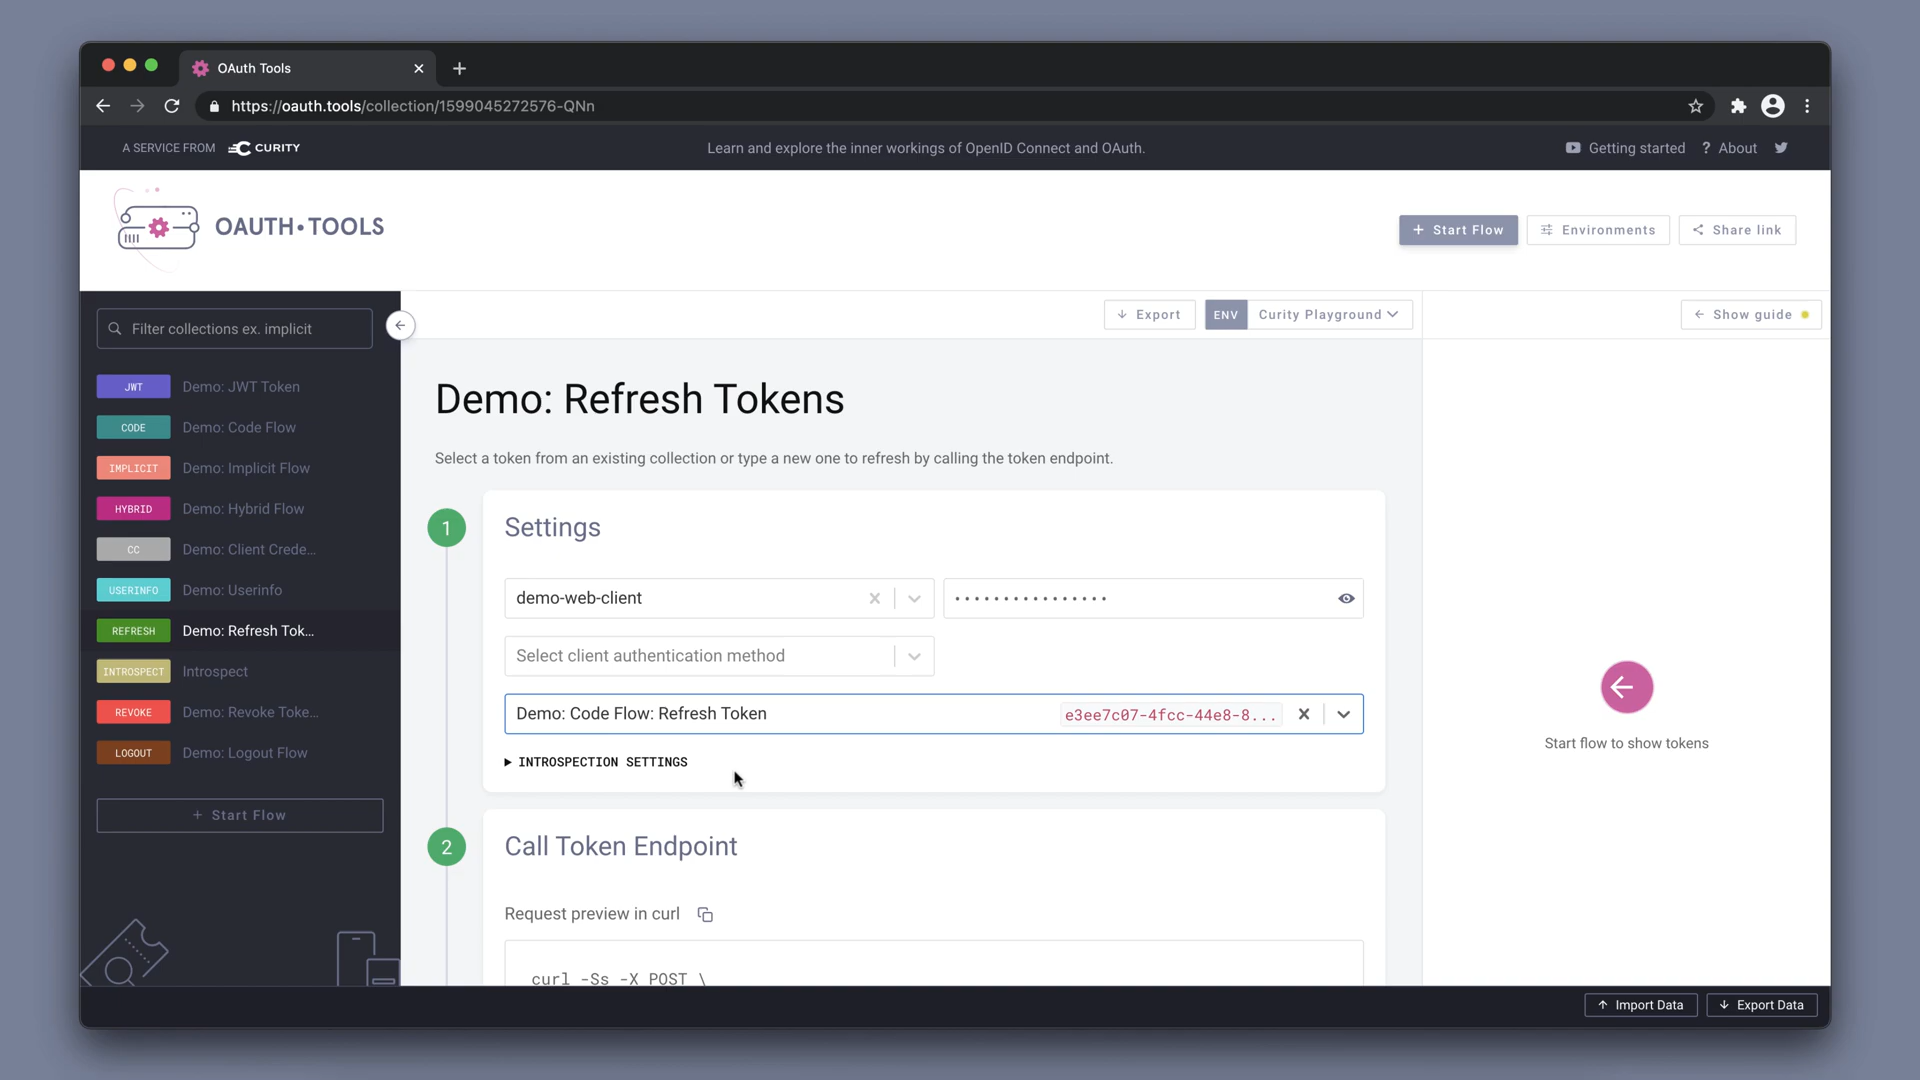 OAuth Tools
https://oauth.tools/collection/1599045272576-QNn
A SERVICE FROM CURITY
Learn and explore the inner workings of OpenID Connect and OAuth.
Getting started
? About
OAUTH•TOOLS
+ Start Flow
Environments
Share link
Filter collections ex. implicit
Export
ENV Curity Playground
Show guide
JWT Demo: JWT Token
CODE Demo: Code Flow
IMPLICIT Demo: Implicit Flow
HYBRID Demo: Hybrid Flow
CC Demo: Client Crede...
USERINFO Demo: Userinfo
REFRESH Demo: Refresh Tok...
INTROSPECT Introspect
REVOKE Demo: Revoke Toke...
LOGOUT Demo: Logout Flow
+ Start Flow
Demo: Refresh Tokens
Select a token from an existing collection or type a new one to refresh by calling the token endpoint.
1 Settings
demo-web-client
Select client authentication method
Demo: Code Flow: Refresh Token e3ee7c07-4fcc-44e8-8...
INTROSPECTION SETTINGS
2 Call Token Endpoint
Request preview in curl
curl -Ss -X POST \
Start flow to show tokens
Import Data
Export Data